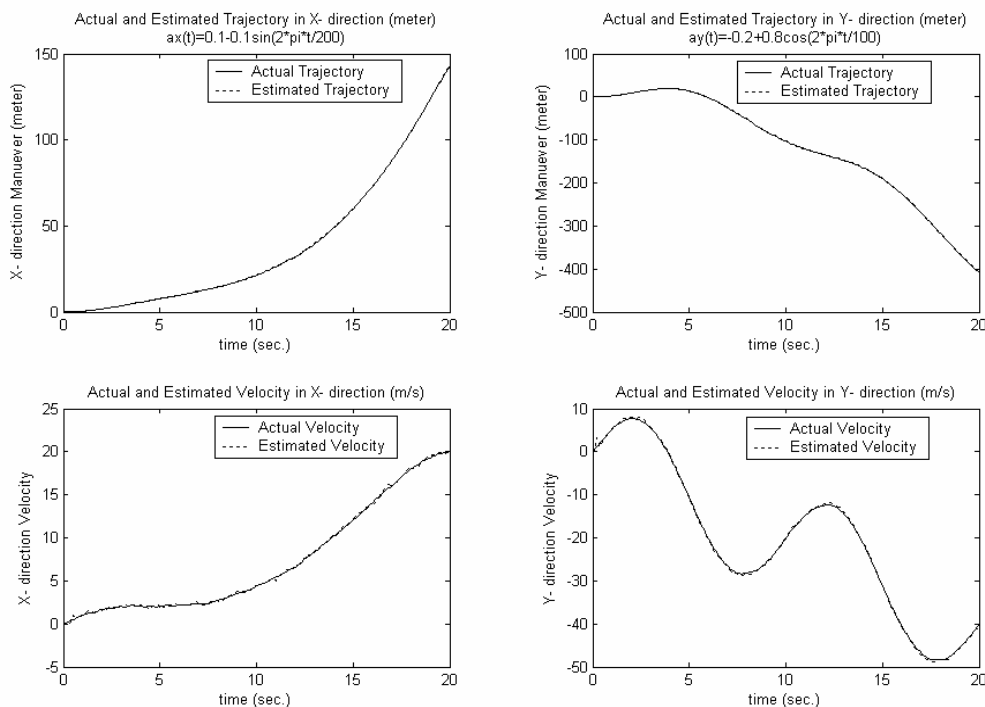 Actual and Estimated Trajectory in X- direction (meter)
ax(t)=0.1-0.1sin(2*pi*t/200)
150
100
50
0
X- direction Manuever (meter)
Actual Trajectory
Estimated Trajectory
0 5 10 15 20
time (sec.)
Actual and Estimated Trajectory in Y- direction (meter)
ay(t)=-0.2+0.8cos(2*pi*t/100)
100
0
-100
-200
-300
-400
-500
Y- direction Manuever (meter)
Actual Trajectory
Estimated Trajectory
0 5 10 15 20
time (sec.)
Actual and Estimated Velocity in X- direction (m/s)
25
20
15
10
5
0
-5
X- direction Velocity
Actual Velocity
Estimated Velocity
0 5 10 15 20
time (sec.)
Actual and Estimated Velocity in Y- direction (m/s)
10
0
-10
-20
-30
-40
-50
Y- direction Velocity
Actual Velocity
Estimated Velocity
0 5 10 15 20
time (sec.)